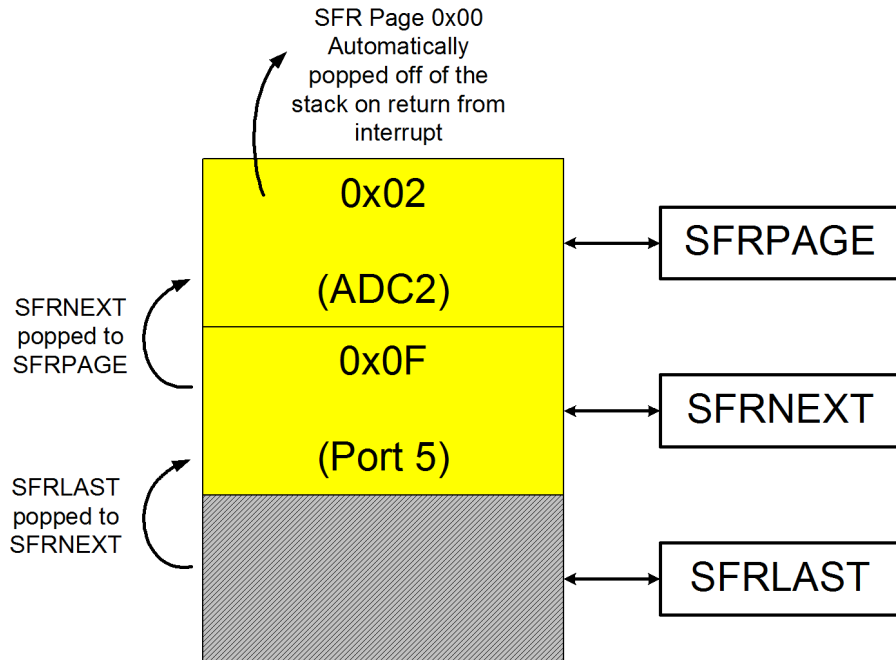 SFR Page 0x00
Automatically
popped off of the
stack on return from
interrupt
0x02
(ADC2)
SFRPAGE
SFRNEXT
popped to
SFRPAGE
0x0F
(Port 5)
SFRNEXT
SFRLAST
popped to
SFRNEXT
SFRLAST